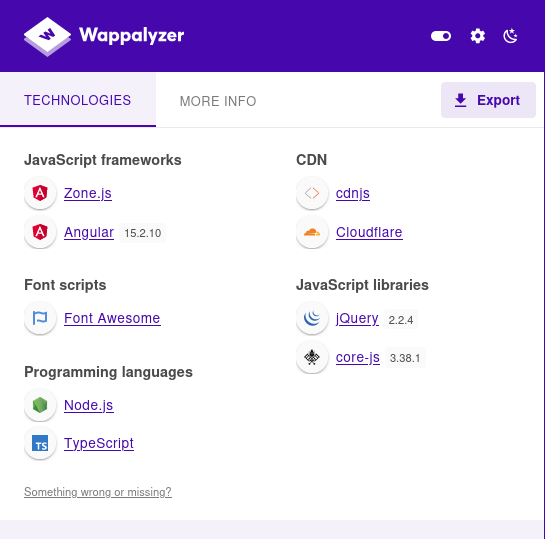 Wappalyzer
TECHNOLOGIES
MORE INFO
Export
JavaScript frameworks
Zone.js
Angular 15.2.10
Font scripts
Font Awesome
Programming languages
Node.js
TS
TypeScript
Something wrong or missing?
CDN
cdnjs
Cloudflare
JavaScript libraries
jQuery 2.2.4
core-js 3.38.1